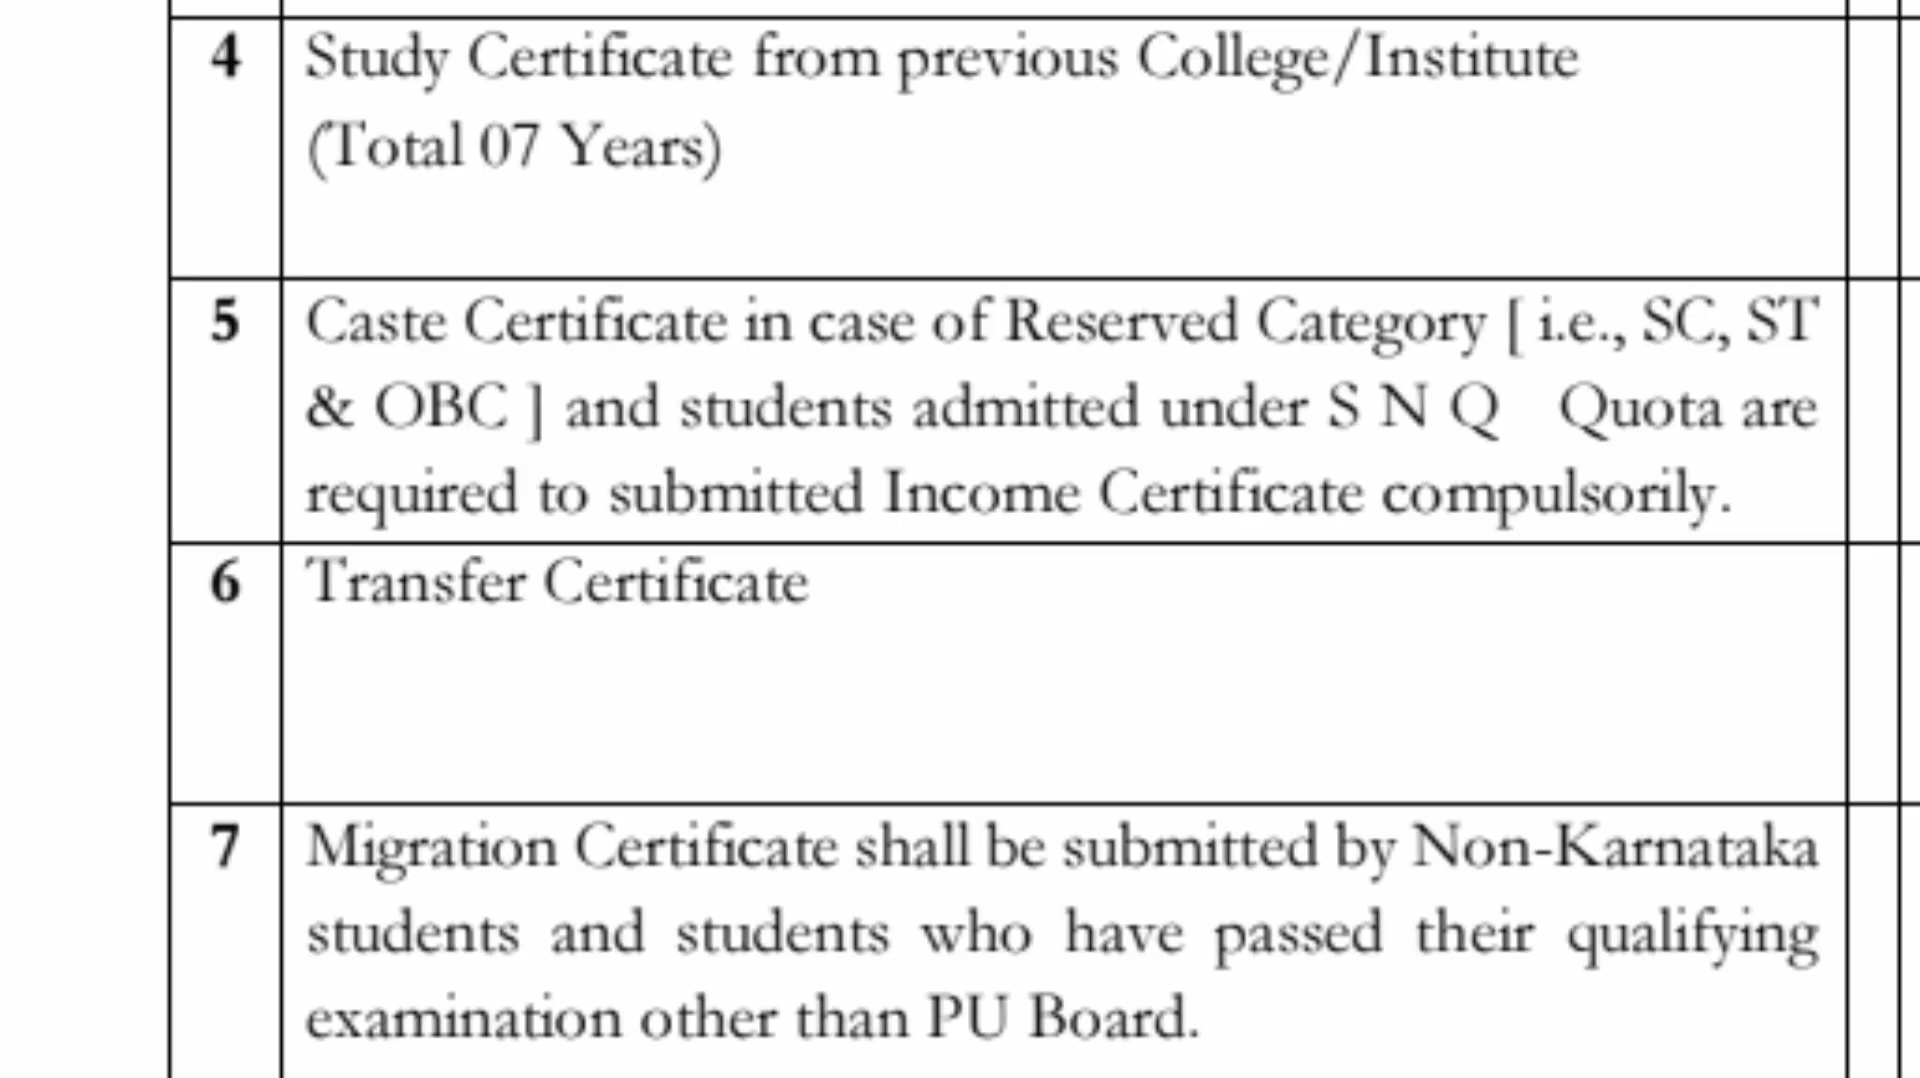 4 Study Certificate from previous College/Institute
(Total 07 Years)
5 Caste Certificate in case of Reserved Category [ i.e., SC, ST
& OBC ] and students admitted under S N Q Quota are
required to submitted Income Certificate compulsorily.
6 Transfer Certificate
7 Migration Certificate shall be submitted by Non-Karnataka
students and students who have passed their qualifying
examination other than PU Board.